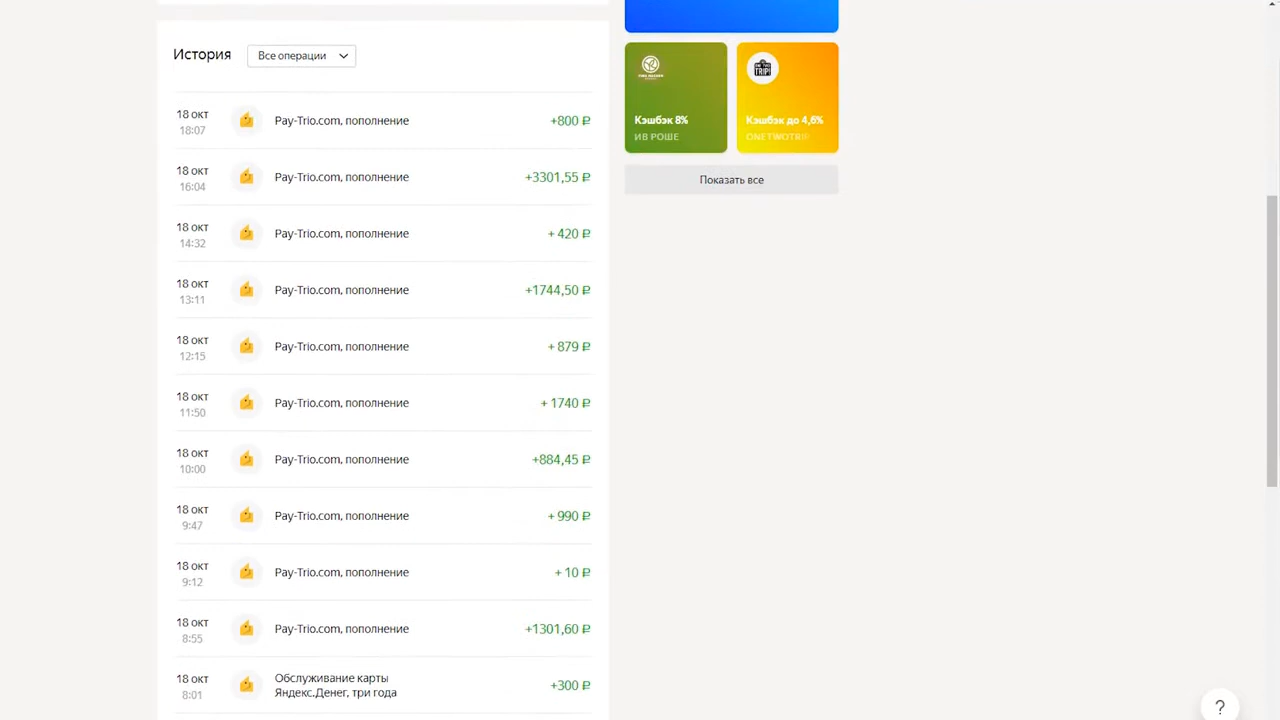 История
Все операции
18 окт
18:07
Pay-Trio.com, пополнение
+800 ₽
18 окт
16:04
Pay-Trio.com, пополнение
+3301,55 ₽
18 окт
14:32
Pay-Trio.com, пополнение
+ 420 ₽
18 окт
13:11
Pay-Trio.com, пополнение
+1744,50 ₽
18 окт
12:15
Pay-Trio.com, пополнение
+ 879 ₽
18 окт
11:50
Pay-Trio.com, пополнение
+ 1740 ₽
18 окт
10:00
Pay-Trio.com, пополнение
+884,45 ₽
18 окт
9:47
Pay-Trio.com, пополнение
+ 990 ₽
18 окт
9:12
Pay-Trio.com, пополнение
+ 10 ₽
18 окт
8:55
Pay-Trio.com, пополнение
+1301,60 ₽
18 окт
8:01
Обслуживание карты
Яндекс.Денег, три года
+300 ₽
Кэшбэк 8%
ИВ РОШЕ
TRIP!
Кэшбэк до 4,6%
ONETWOTRIP
Показать все
?